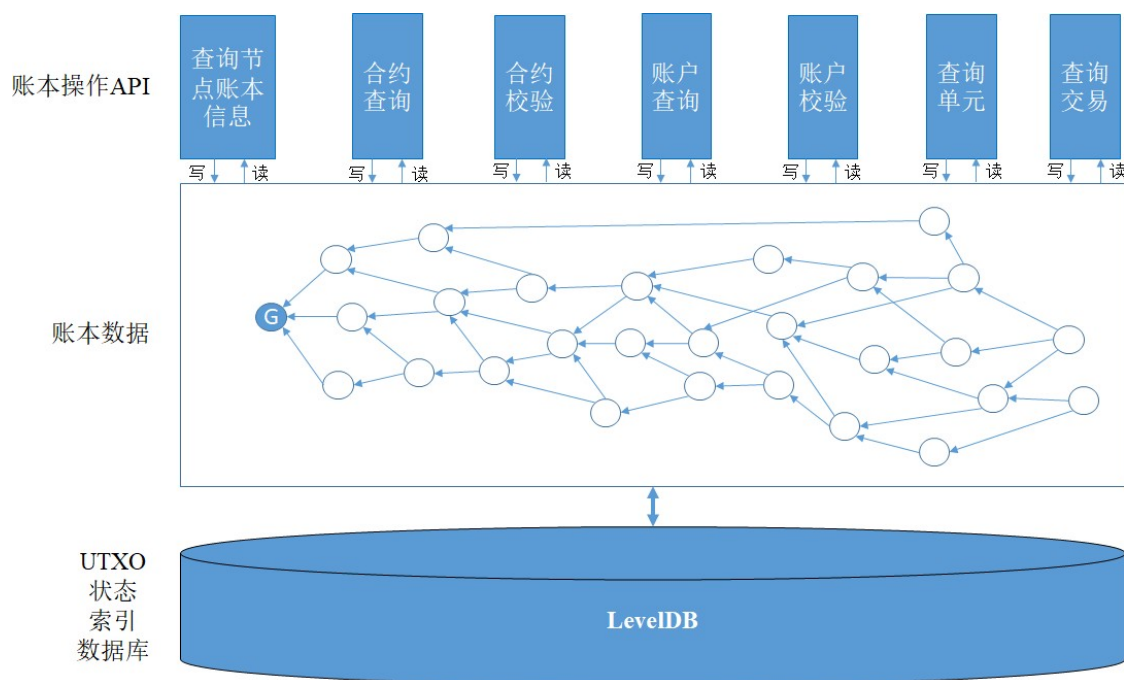 账本操作API
查询节
点账本
信息
合约
查询
合约
校验
账户
查询
账户
校验
查询
单元
查询
交易
写
读
写
读
写
读
写
读
写
读
写
读
写
读
账本数据
G
UTXO
状态
索引
数据库
LevelDB